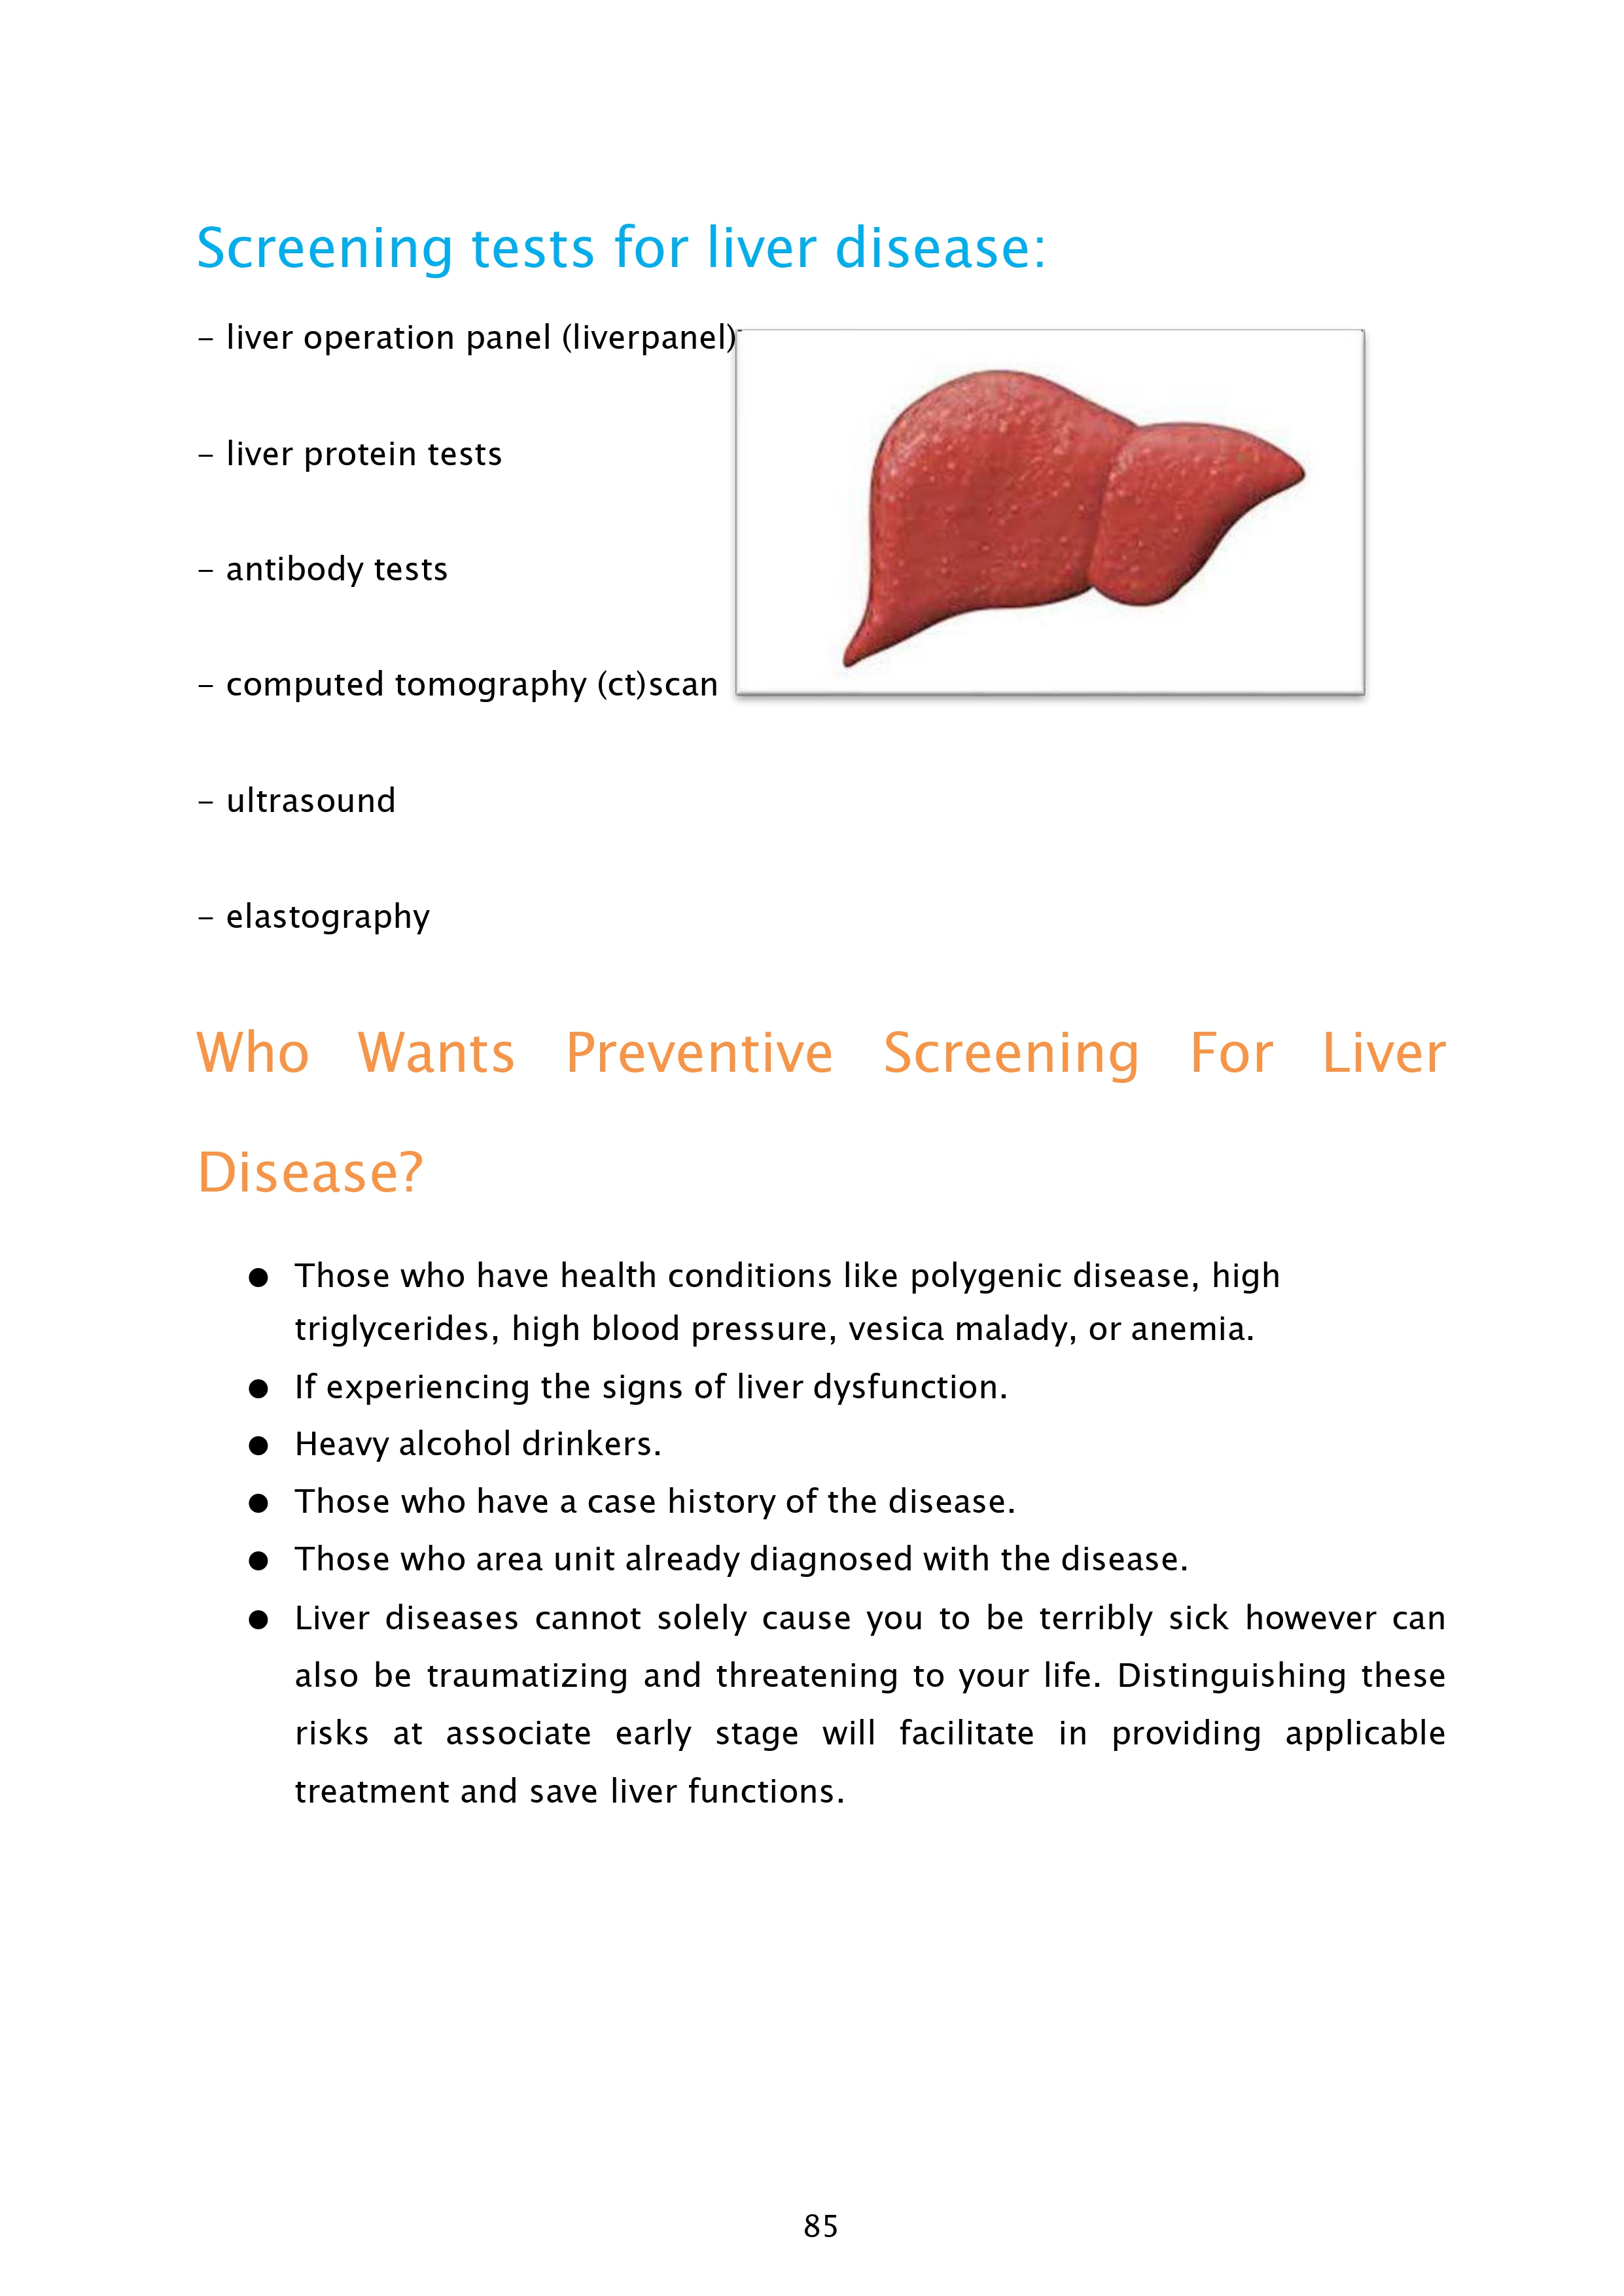 Screening tests for liver disease:
– liver operation panel (liverpanel)
– liver protein tests
– antibody tests
– computed tomography (ct)scan
– ultrasound
– elastography
Who Wants Preventive Screening For Liver
Disease?
● Those who have health conditions like polygenic disease, high
triglycerides, high blood pressure, vesica malady, or anemia.
● If experiencing the signs of liver dysfunction.
● Heavy alcohol drinkers.
● Those who have a case history of the disease.
● Those who area unit already diagnosed with the disease.
● Liver diseases cannot solely cause you to be terribly sick however can
also be traumatizing and threatening to your life. Distinguishing these
risks at associate early stage will facilitate in providing applicable
treatment and save liver functions.
85